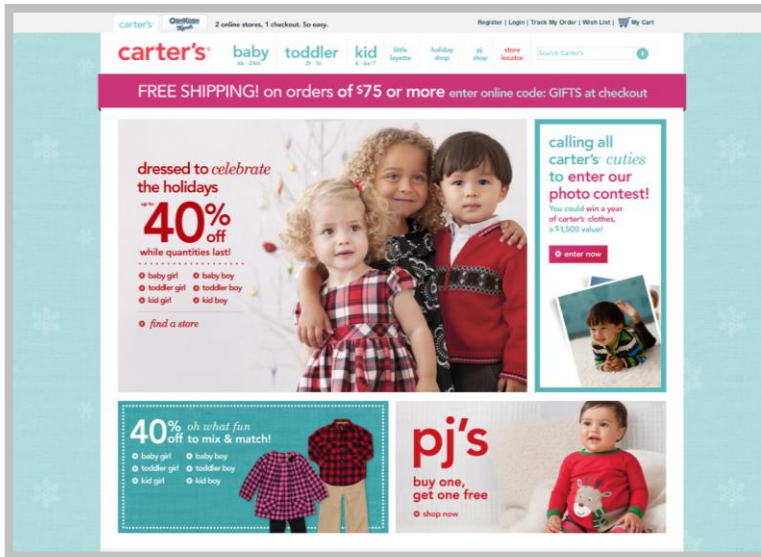 carter's
OshKosh
B'gosh
2 online stores, 1 checkout. So easy.
Register | Login | Track My Order | Wish List | My Cart
carter's
baby
toddler
kid
little
layette
holiday
shop
pj
shop
store
locator
Search Carter's
FREE SHIPPING! on orders of $75 or more enter online code: GIFTS at checkout
dressed to celebrate
the holidays
up to
40%
off
while quantities last!
baby girl
baby boy
toddler girl
toddler boy
kid girl
kid boy
find a store
calling all
carter's cuties
to enter our
photo contest!
You could win a year
of carter's clothes,
a $1,500 value!
enter now
40% off
oh what fun
to mix & match!
baby girl
baby boy
toddler girl
toddler boy
kid girl
kid boy
pj's
buy one,
get one free
shop now